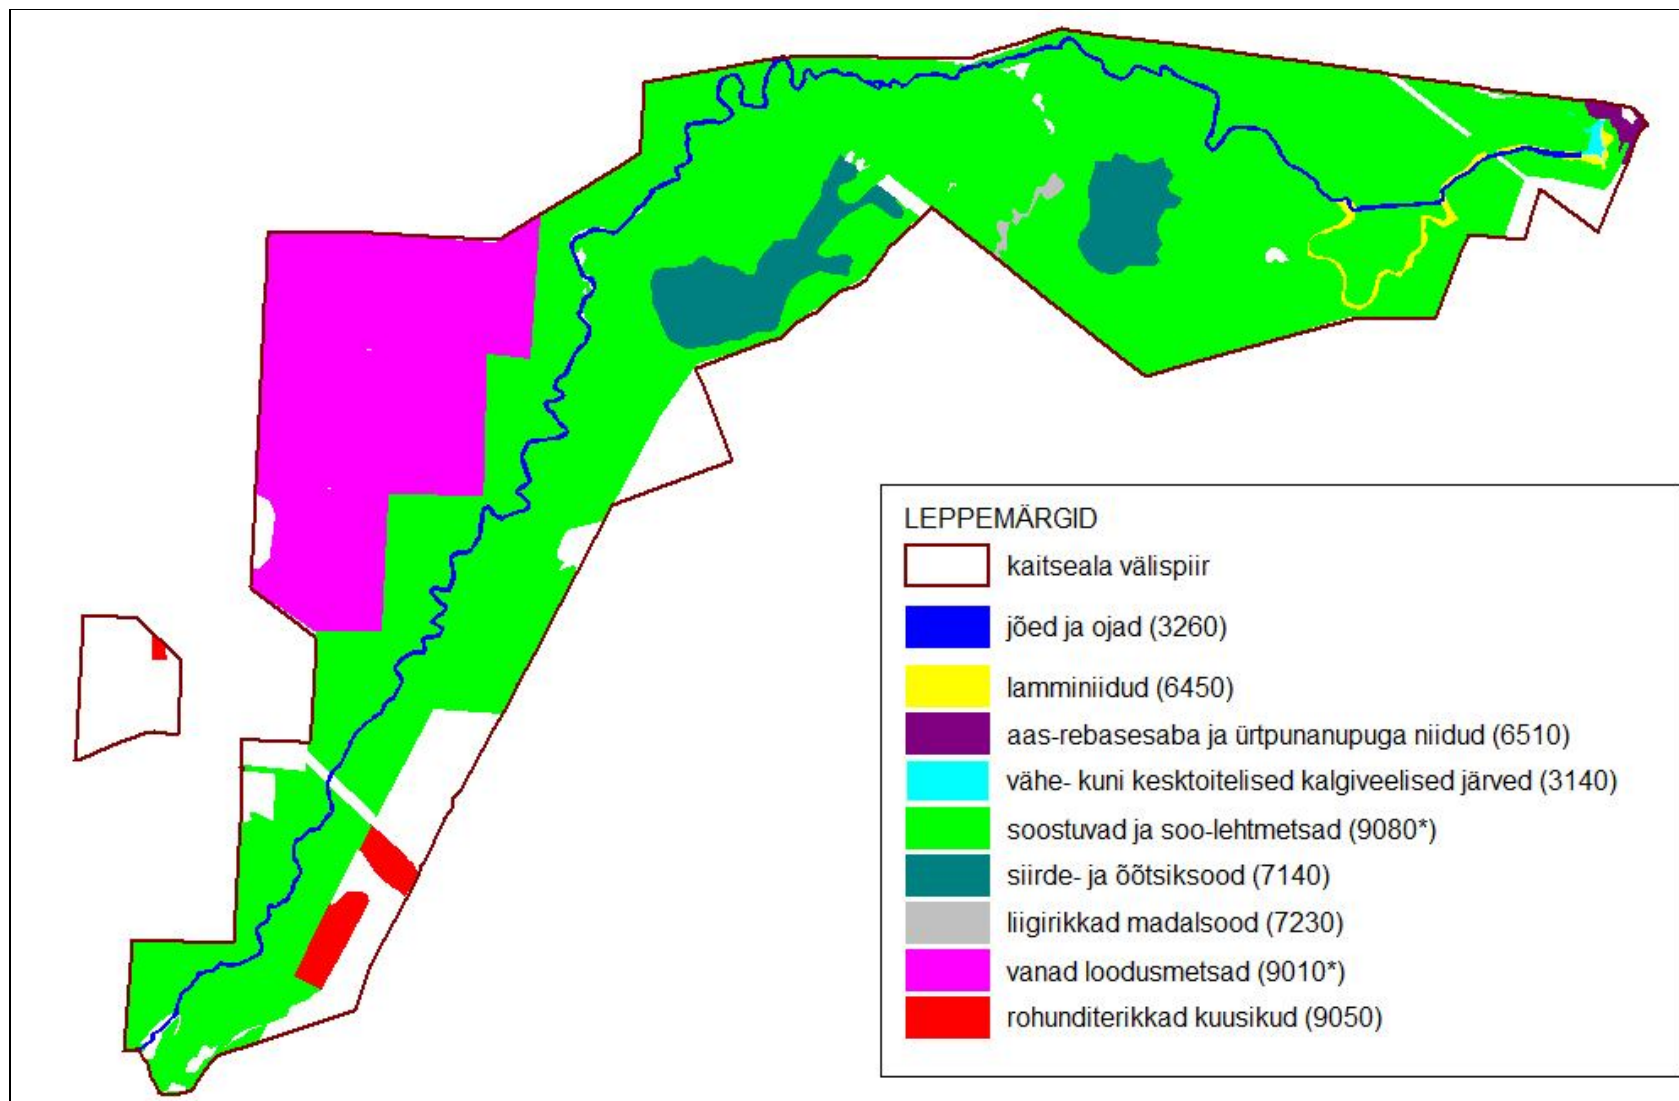 LEPPEMÄRGID
kaitseala välispiir
jõed ja ojad (3260)
lamminiidud (6450)
aas-rebasesaba ja ürtpunanupuga niidud (6510)
vähe- kuni kesktoitelised kalgiveelised järved (3140)
soostuvad ja soo-lehtmetsad (9080*)
siirde- ja õõtsiksood (7140)
liigirikkad madalsood (7230)
vanad loodusmetsad (9010*)
rohunditerikkad kuusikud (9050)